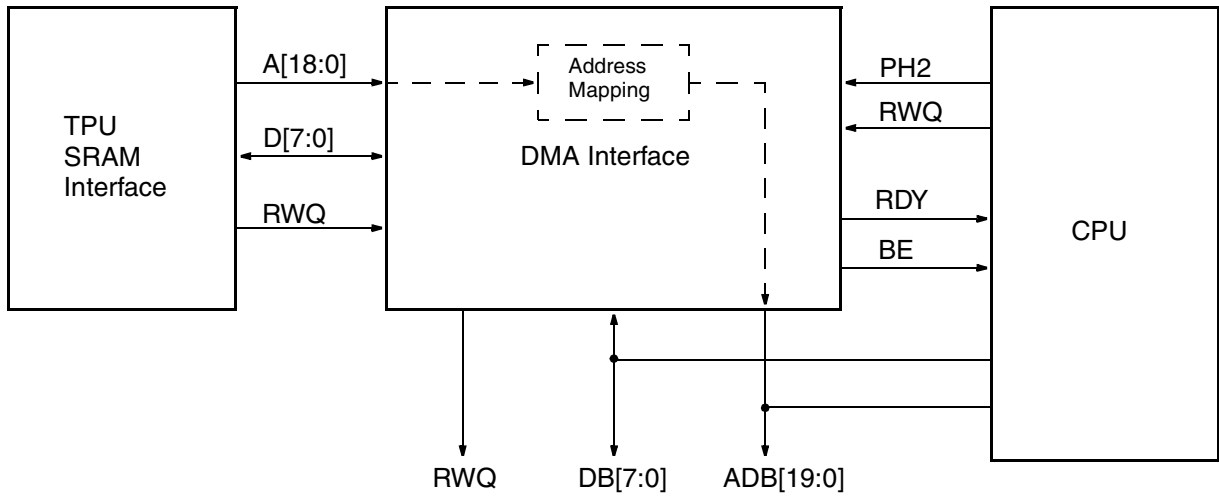 TPU
SRAM
Interface
A[18:0]
D[7:0]
RWQ
Address
Mapping
DMA Interface
PH2
RWQ
RDY
BE
CPU
RWQ
DB[7:0]
ADB[19:0]